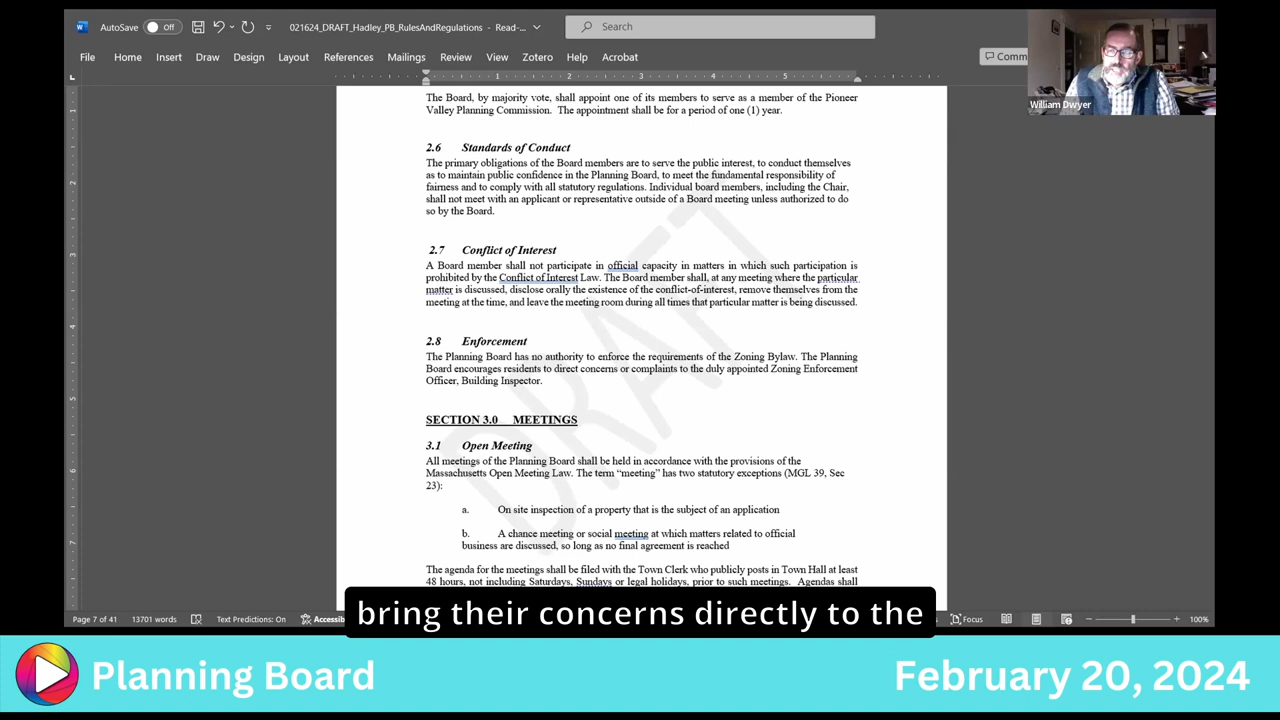 AutoSave Off 021624_DRAFT_Hadley_PB_RulesAndRegulations - Read-... Search
File Home Insert Draw Design Layout References Mailings Review View Zotero Help Acrobat Comm
William Dwyer
1 2 3 4 5
The Board, by majority vote, shall appoint one of its members to serve as a member of the Pioneer
Valley Planning Commission. The appointment shall be for a period of one (1) year.
2.6 Standards of Conduct
The primary obligations of the Board members are to serve the public interest, to conduct themselves
as to maintain public confidence in the Planning Board, to meet the fundamental responsibility of
fairness and to comply with all statutory regulations. Individual board members, including the Chair,
shall not meet with an applicant or representative outside of a Board meeting unless authorized to do
so by the Board.
2.7 Conflict of Interest
A Board member shall not participate in official capacity in matters in which such participation is
prohibited by the Conflict of Interest Law. The Board member shall, at any meeting where the particular
matter is discussed, disclose orally the existence of the conflict-of-interest, remove themselves from the
meeting at the time, and leave the meeting room during all times that particular matter is being discussed.
2.8 Enforcement
The Planning Board has no authority to enforce the requirements of the Zoning Bylaw. The Planning
Board encourages residents to direct concerns or complaints to the duly appointed Zoning Enforcement
Officer, Building Inspector.
SECTION 3.0 MEETINGS
3.1 Open Meeting
All meetings of the Planning Board shall be held in accordance with the provisions of the
Massachusetts Open Meeting Law. The term “meeting” has two statutory exceptions (MGL 39, Sec
23):
a. On site inspection of a property that is the subject of an application
b. A chance meeting or social meeting at which matters related to official
business are discussed, so long as no final agreement is reached
The agenda for the meetings shall be filed with the Town Clerk who publicly posts in Town Hall at least
48 hours, not including Saturdays, Sundays or legal holidays, prior to such meetings. Agendas shall
DRAFT
bring their concerns directly to the
Page 7 of 41 13701 words Text Predictions: On Accessib Focus 100%
Planning Board February 20, 2024